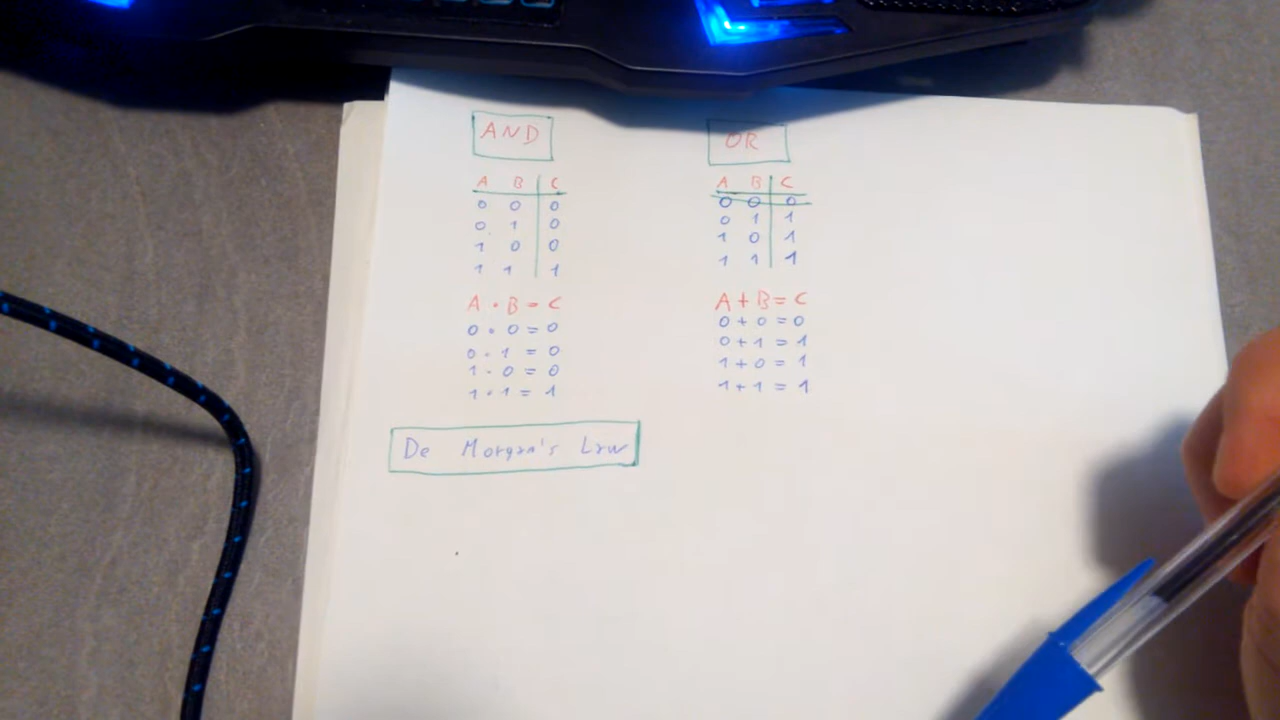 AND
A B C
0 0 0
0 1 0
1 0 0
1 1 1
A · B = C
0 · 0 = 0
0 · 1 = 0
1 · 0 = 0
1 · 1 = 1
OR
A B C
0 0 0
0 1 1
1 0 1
1 1 1
A + B = C
0 + 0 = 0
0 + 1 = 1
1 + 0 = 1
1 + 1 = 1
De Morgan's Law